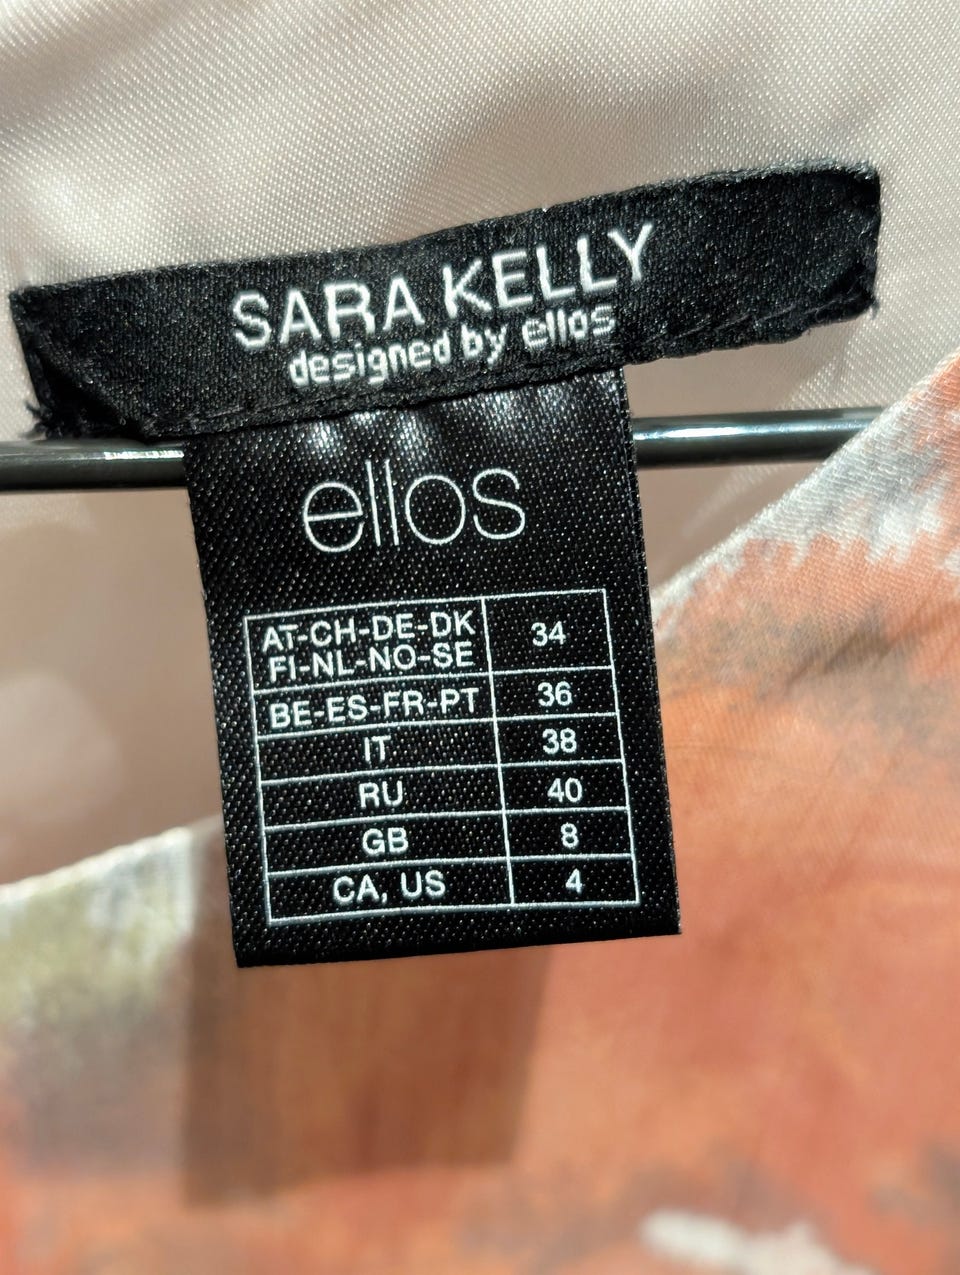 SARA KELLY
designed by ellos
ellos
AT-CH-DE-DK
FI-NL-NO-SE 34
BE-ES-FR-PT 36
IT 38
RU 40
GB 8
CA, US 4